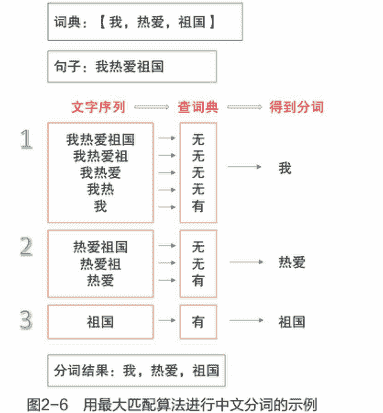 词典：【我，热爱，祖国】
句子：我热爱祖国
文字序列 查词典 得到分词
1
我热爱祖国 无
我热爱祖 无
我热爱 无 我
我热 无
我 有
2
热爱祖国 无
热爱祖 无 热爱
热爱 有
3 祖国 有 祖国
分词结果：我，热爱，祖国
图2-6 用最大匹配算法进行中文分词的示例